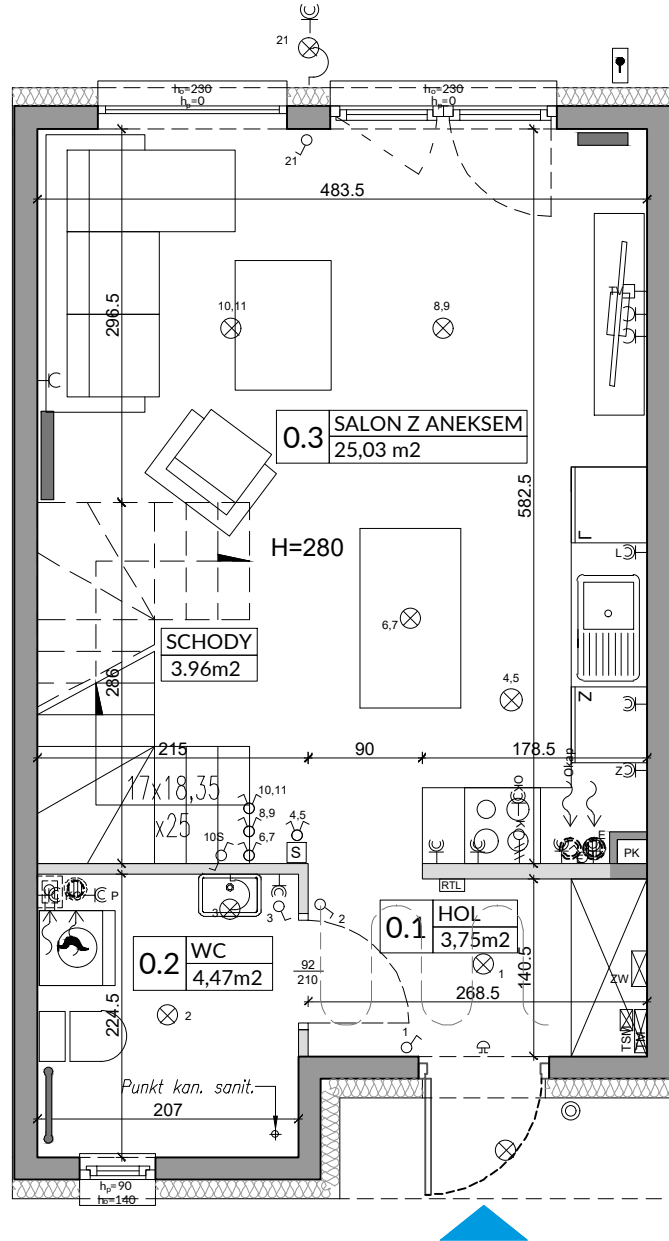 21
hₒ=230
hₚ=0
hₒ=230
hₚ=0
21
483.5
296.5
10,11
8,9
TV
0.3
SALON Z ANEKSEM
25,03 m2
582.5
H=280
L
L
6,7
SCHODY
3.96m2
286
4,5
Z
215
90
178.5
Okap
Z
17x18,35
x25
10,11
8,9
6,7
4,5
10S
S
PK
RTL
P
3
3
2
0.1
HOL
3,75m2
0.2
WC
4,47m2
92
210
1
140.5
ZW
268.5
224.5
2
TSM
1
Punkt kan. sanit.
207
hₚ=90
hₒ=140